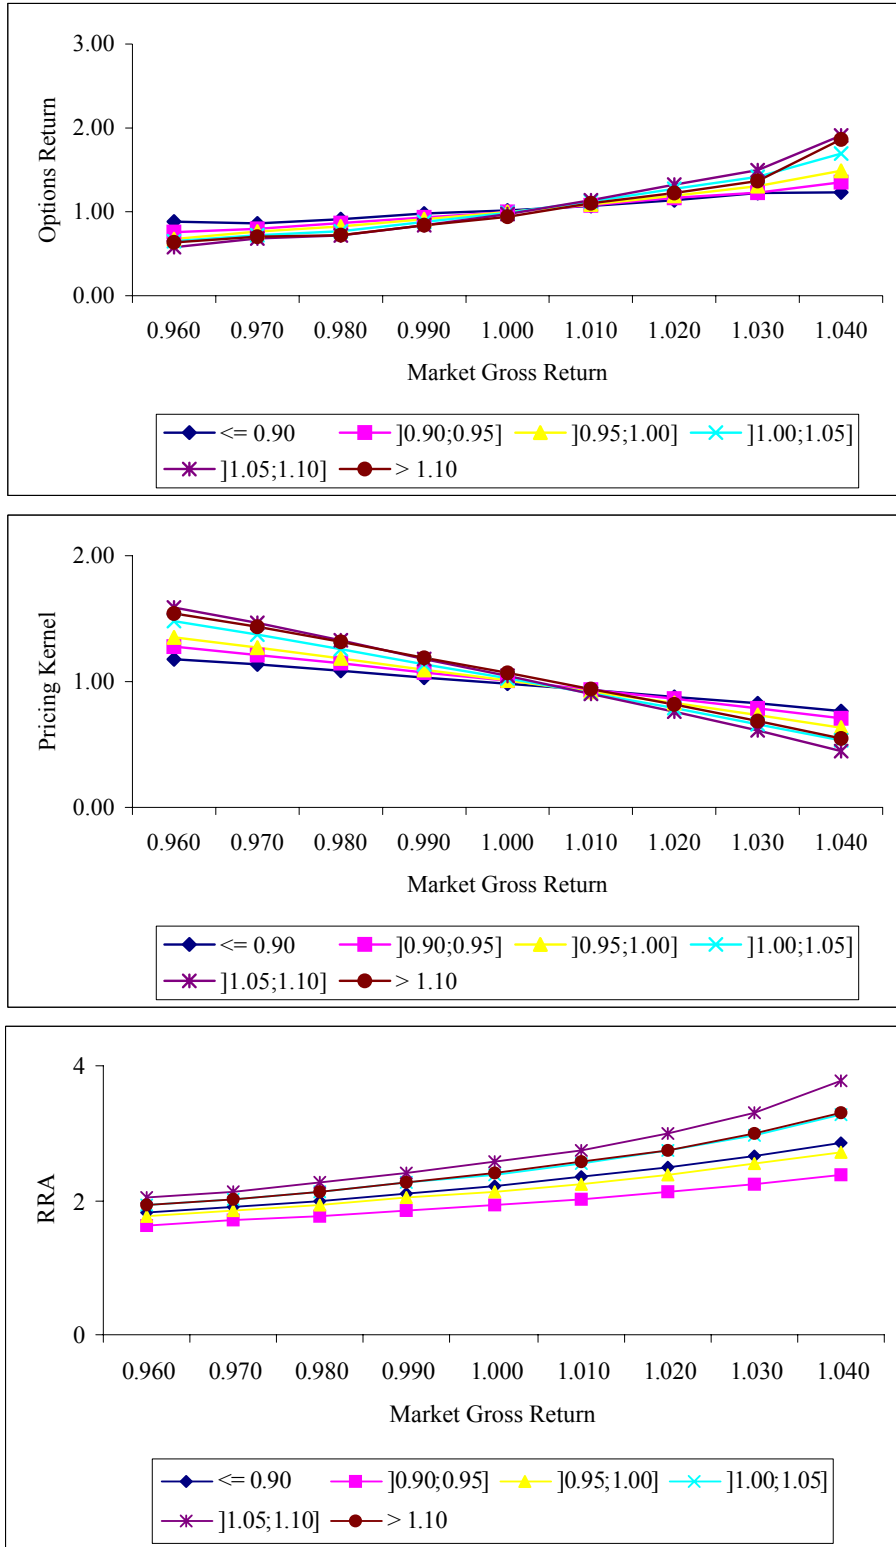 3.00
2.00
1.00
0.00
Options Return
0.960 0.970 0.980 0.990 1.000 1.010 1.020 1.030 1.040
Market Gross Return
<= 0.90 ]0.90;0.95] ]0.95;1.00] ]1.00;1.05]
]1.05;1.10] > 1.10
2.00
1.00
0.00
Pricing Kernel
0.960 0.970 0.980 0.990 1.000 1.010 1.020 1.030 1.040
Market Gross Return
<= 0.90 ]0.90;0.95] ]0.95;1.00] ]1.00;1.05]
]1.05;1.10] > 1.10
4
2
0
RRA
0.960 0.970 0.980 0.990 1.000 1.010 1.020 1.030 1.040
Market Gross Return
<= 0.90 ]0.90;0.95] ]0.95;1.00] ]1.00;1.05]
]1.05;1.10] > 1.10